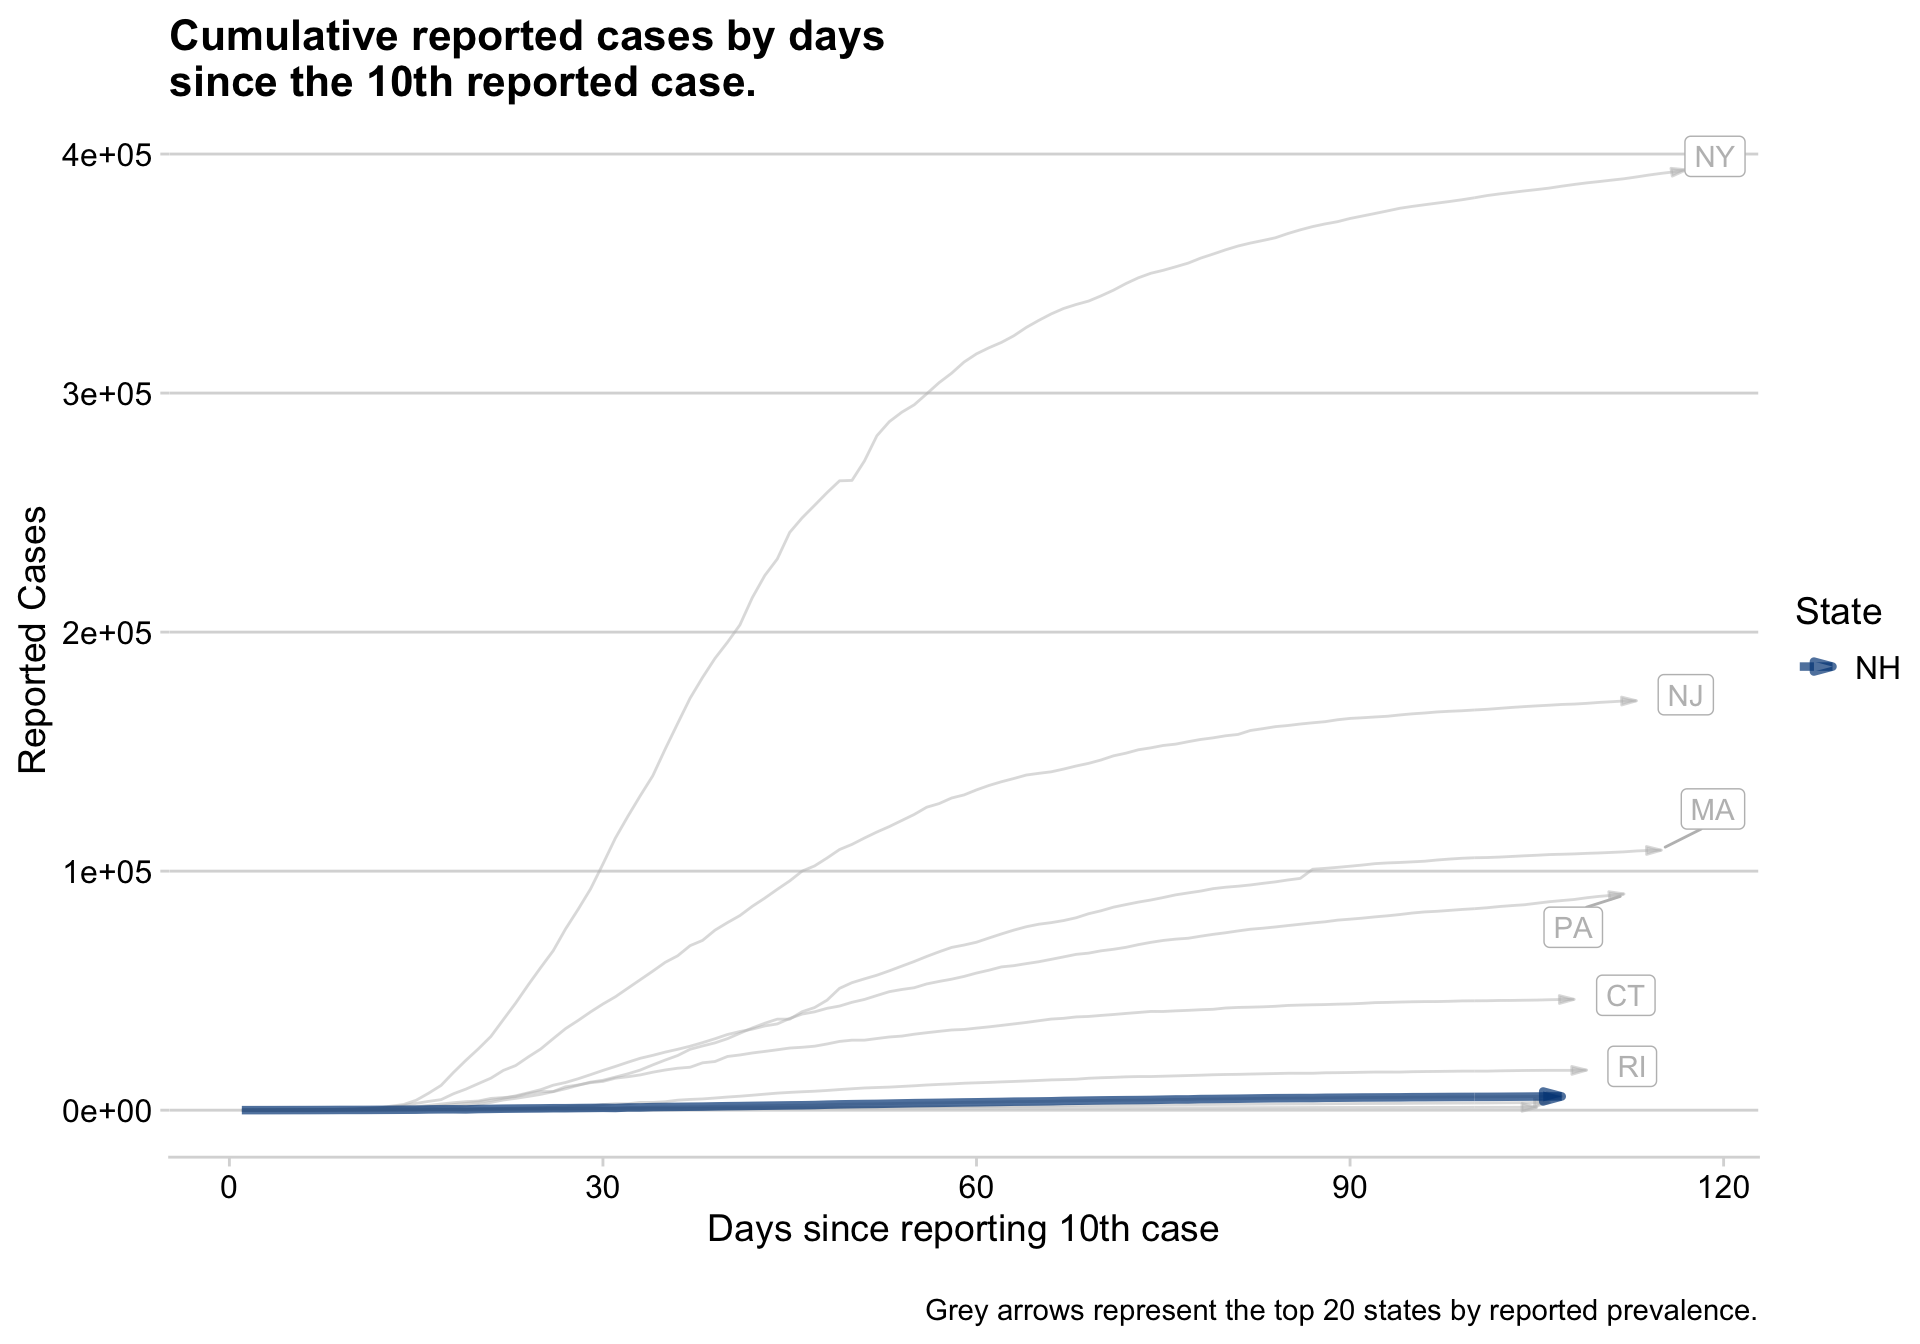 Cumulative reported cases by days
since the 10th reported case.
4e+05
3e+05
2e+05
1e+05
0e+00
Reported Cases
NY
NJ
MA
PA
CT
RI
State
NH
0 30 60 90 120
Days since reporting 10th case
Grey arrows represent the top 20 states by reported prevalence.